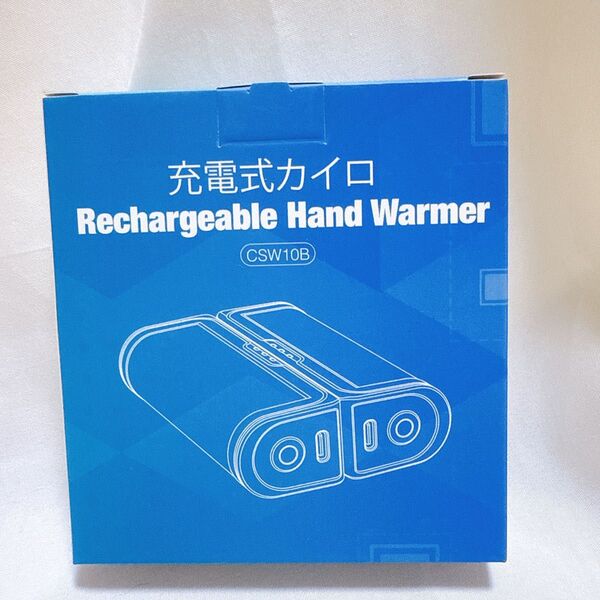 充電式カイロ
Rechargeable Hand Warmer
CSW10B